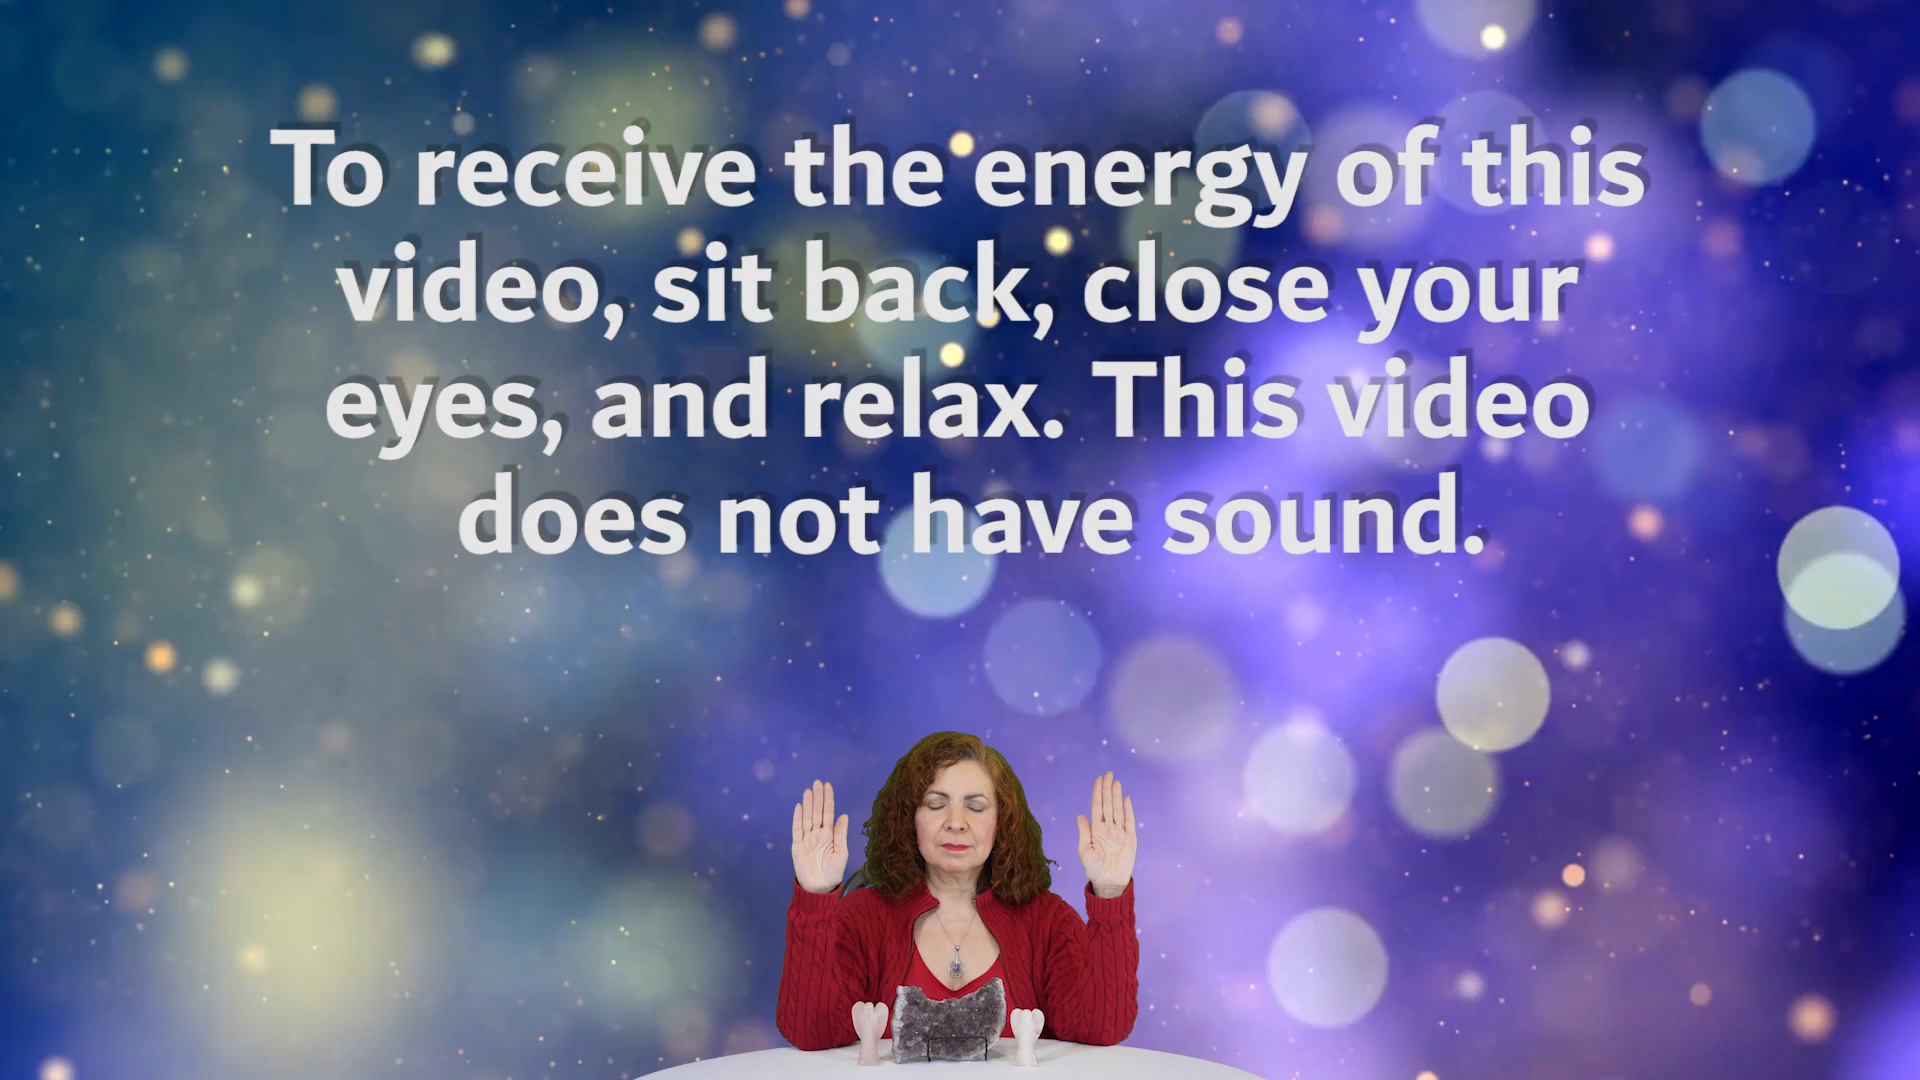 To receive the energy of this
video, sit back, close your
eyes, and relax. This video
does not have sound.